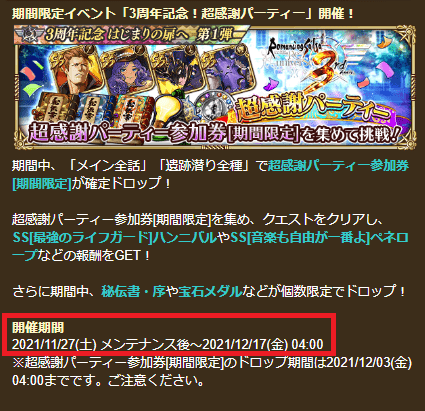 期間限定イベント「3周年記念！超感謝パーティー」開催！
3周年記念 はじまりの扉へ 第1弾
Romancing SaGa
3rd
超感謝パーティー
超感謝パーティー参加券[期間限定]を集めて挑戦！
期間中、「メイン全話」「遺跡潜り全種」で超感謝パーティー参加券
[期間限定]が確定ドロップ！
超感謝パーティー参加券[期間限定]を集め、クエストをクリアし、
SS[最強のライフガード]ハンニバルやSS[音楽も自由が一番よ]ペネロ
ープなどの報酬をGET！
さらに期間中、秘伝書・序や宝石メダルなどが個数限定でドロップ！
開催期間
2021/11/27(土) メンテナンス後～2021/12/17(金) 04:00
※超感謝パーティー参加券[期間限定]のドロップ期間は2021/12/03(金)
04:00までです。ご注意ください。